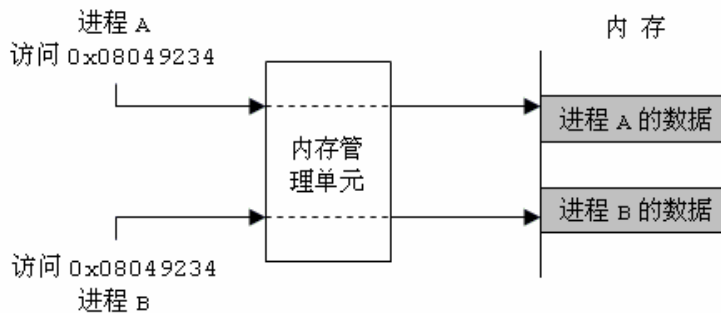 进程 A
访问 0x08049234
内 存
进程 A 的数据
内存管
理单元
进程 B 的数据
访问 0x08049234
进程 B